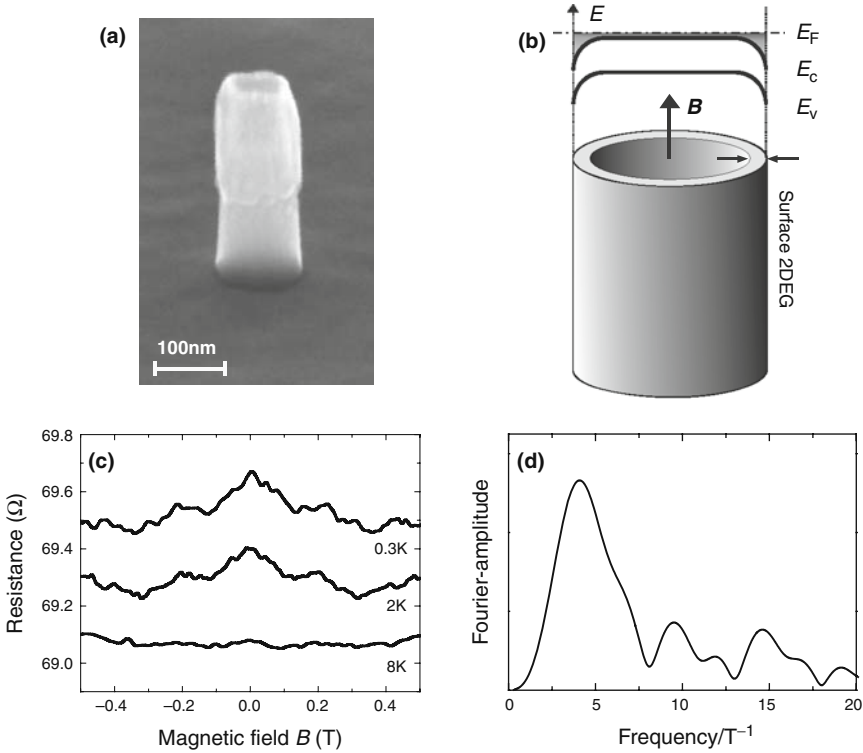 (a)
100nm
(b)
E
E_F
E_c
E_v
B
Surface 2DEG
(c)
Resistance (Ω)
69.8
69.6
69.4
69.2
69.0
0.3K
2K
8K
−0.4 −0.2 0.0 0.2 0.4
Magnetic field B (T)
(d)
Fourier-amplitude
0 5 10 15 20
Frequency/T⁻¹